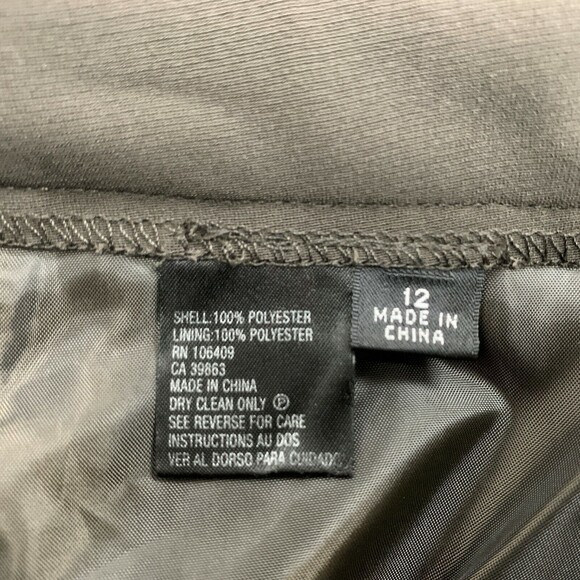 SHELL:100% POLYESTER
LINING:100% POLYESTER
RN 106409
CA 39863
MADE IN CHINA
DRY CLEAN ONLY Ⓟ
SEE REVERSE FOR CARE
INSTRUCTIONS AU DOS
VER AL DORSO PARA CUIDADO
12
MADE IN
CHINA